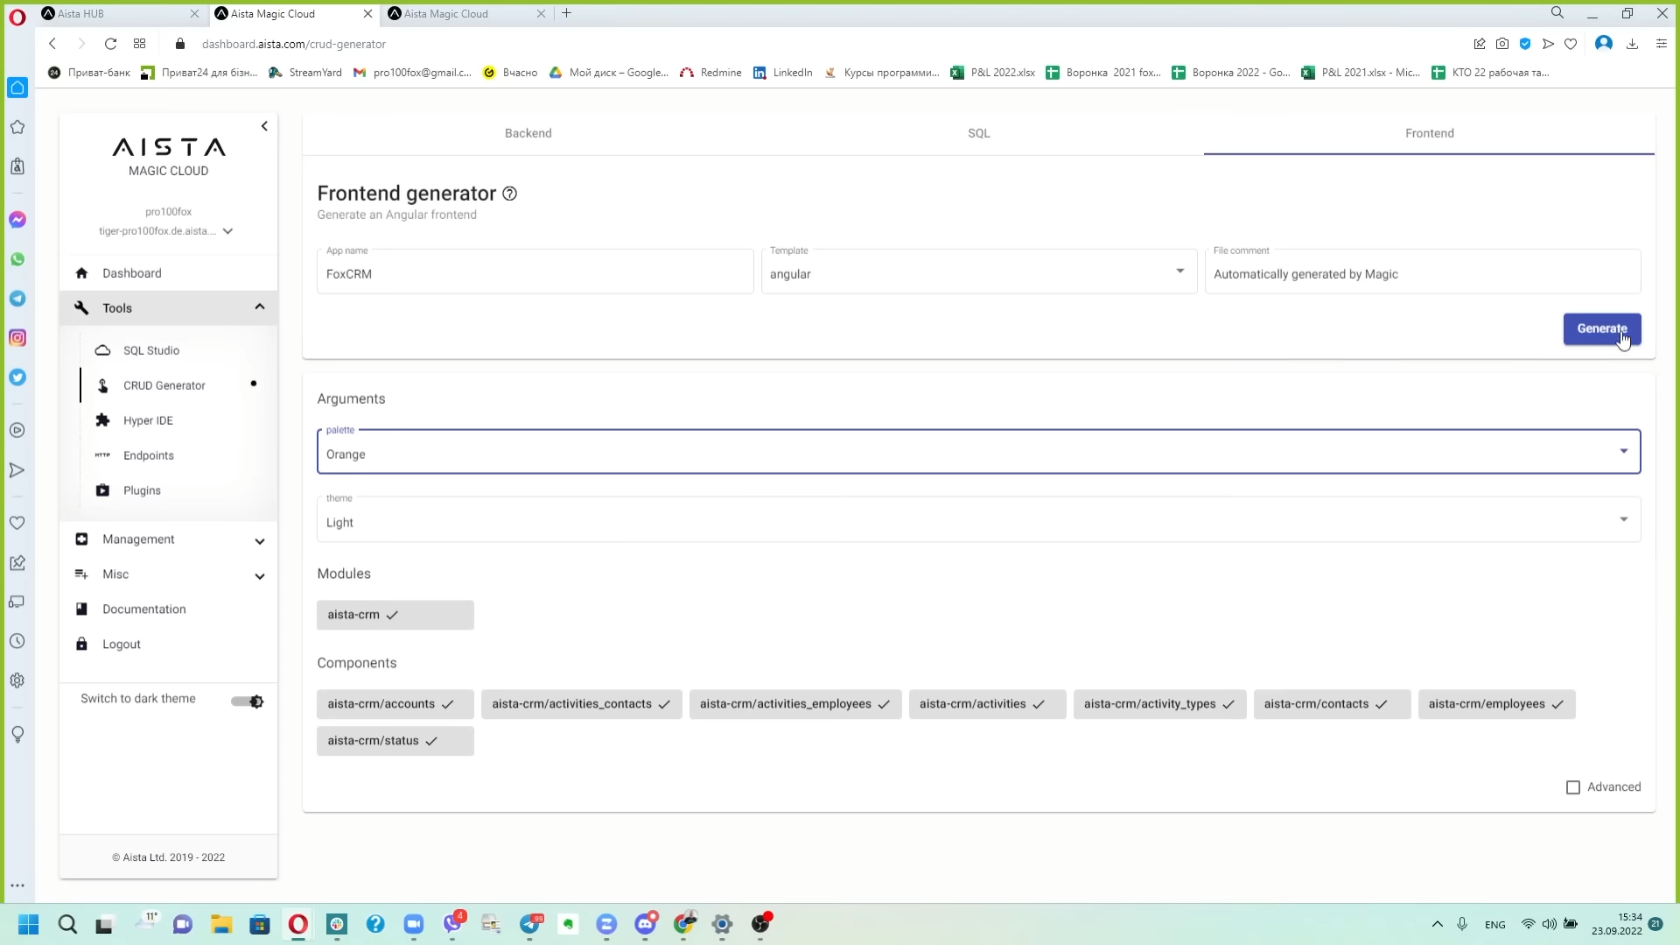 Aista HUB
Aista Magic Cloud
Aista Magic Cloud
dashboard.aista.com/crud-generator
Приват-банк
Приват24 для бізн...
StreamYard
pro100fox@gmail.c...
Вчасно
Мой диск – Google...
Redmine
LinkedIn
Курсы программи...
P&L 2022.xlsx
Воронка 2021 fox...
Воронка 2022 - Go...
P&L 2021.xlsx - Mic...
КТО 22 рабочая та...
AISTA
MAGIC CLOUD
pro100fox
tiger-pro100fox.de.aista....
Dashboard
Tools
SQL Studio
CRUD Generator
Hyper IDE
HTTP Endpoints
Plugins
Management
Misc
Documentation
Logout
Switch to dark theme
© Aista Ltd. 2019 - 2022
Backend
SQL
Frontend
Frontend generator
Generate an Angular frontend
App name
FoxCRM
Template
angular
File comment
Automatically generated by Magic
Generate
Arguments
palette
Orange
theme
Light
Modules
aista-crm
Components
aista-crm/accounts
aista-crm/activities_contacts
aista-crm/activities_employees
aista-crm/activities
aista-crm/activity_types
aista-crm/contacts
aista-crm/employees
aista-crm/status
Advanced
11°
4
99
ENG
15:34
23.09.2022
21